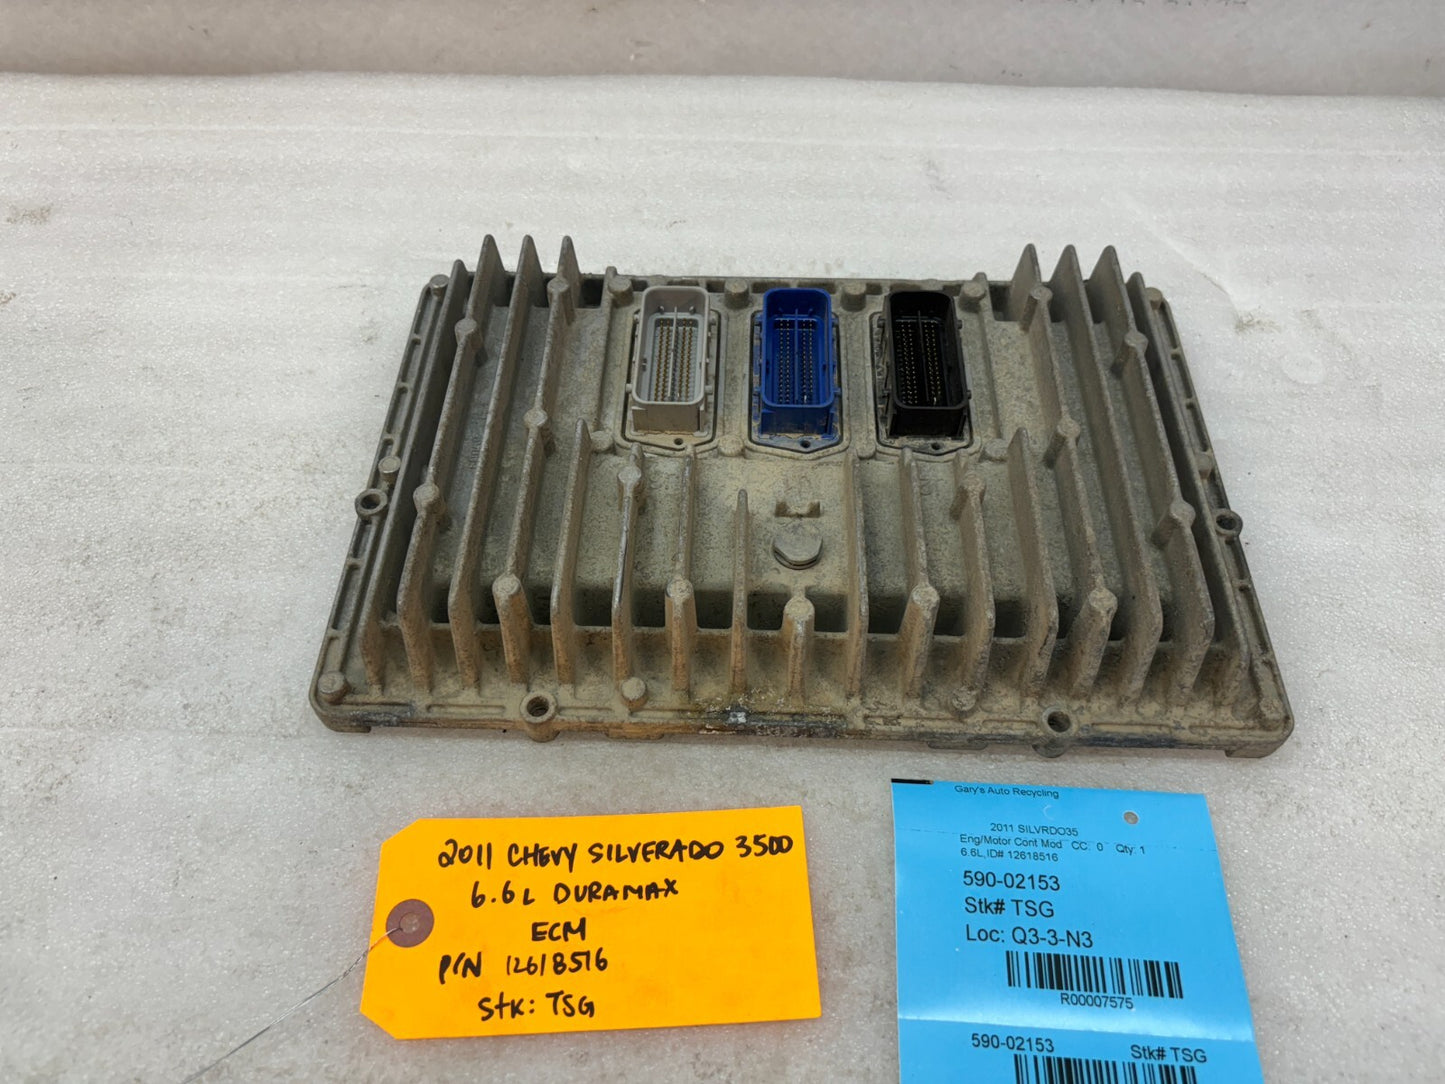 2011 CHEVY SILVERADO 3500
6.6L DURAMAX
ECM
P/N 12618516
Stk: TSG
Gary's Auto Recycling
2011 SILVRDO35
Eng/Motor Cont Mod CC: 0 Qty: 1
6.6L,ID# 12618516
590-02153
Stk# TSG
Loc: Q3-3-N3
R00007575
590-02153 Stk# TSG